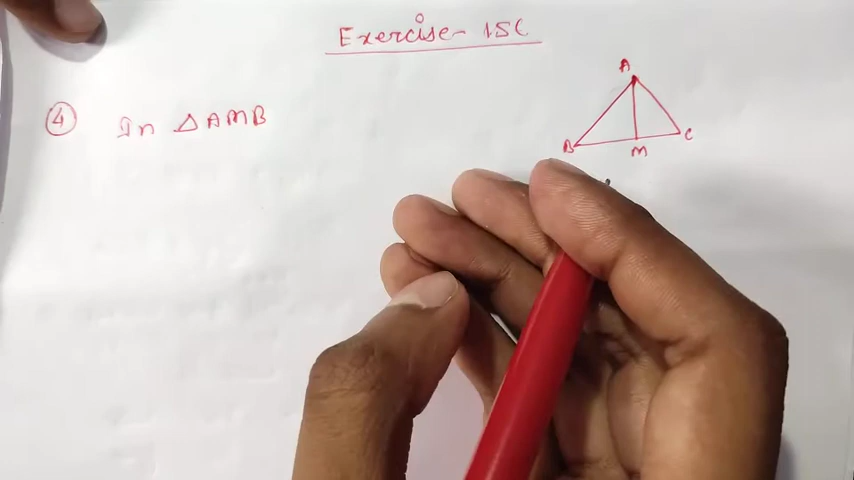 Exercise- 15C
A
④ In △ AMB
B M C